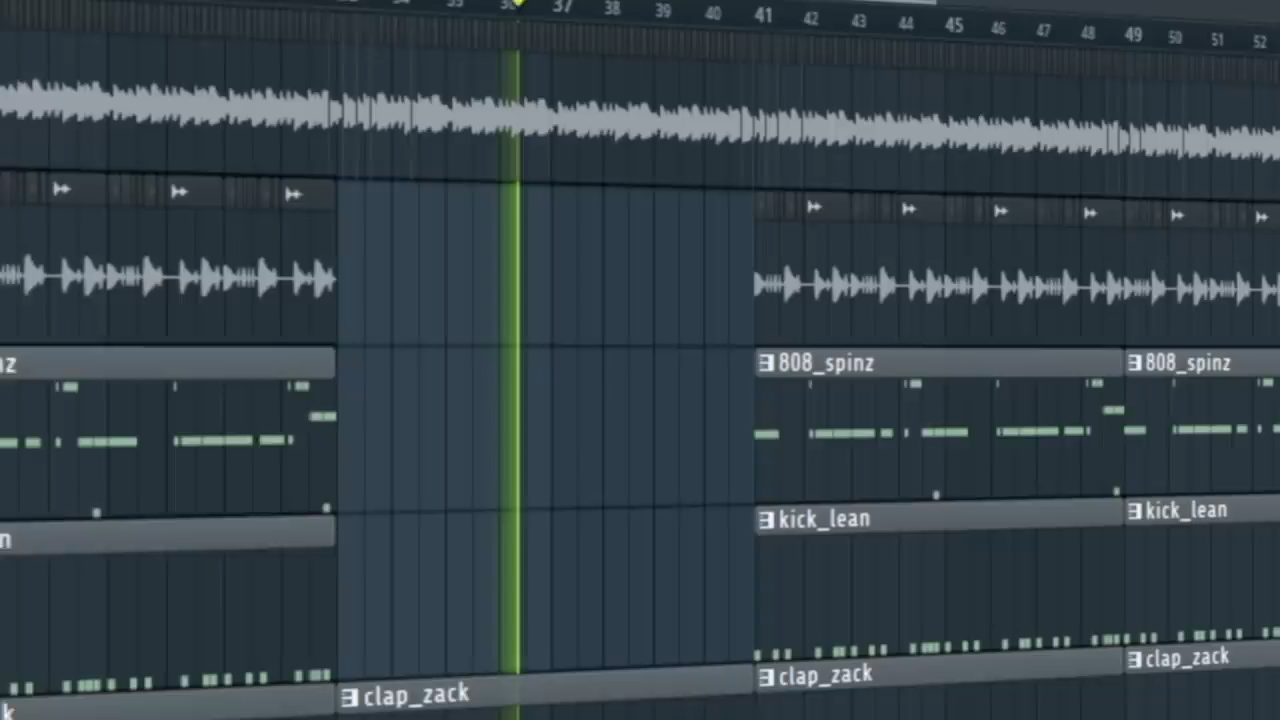 37 38 39 40 41 42 43 44 45 46 47 48 49 50 51 52
nz 808_spinz 808_spinz
n kick_lean kick_lean
k clap_zack clap_zack clap_zack